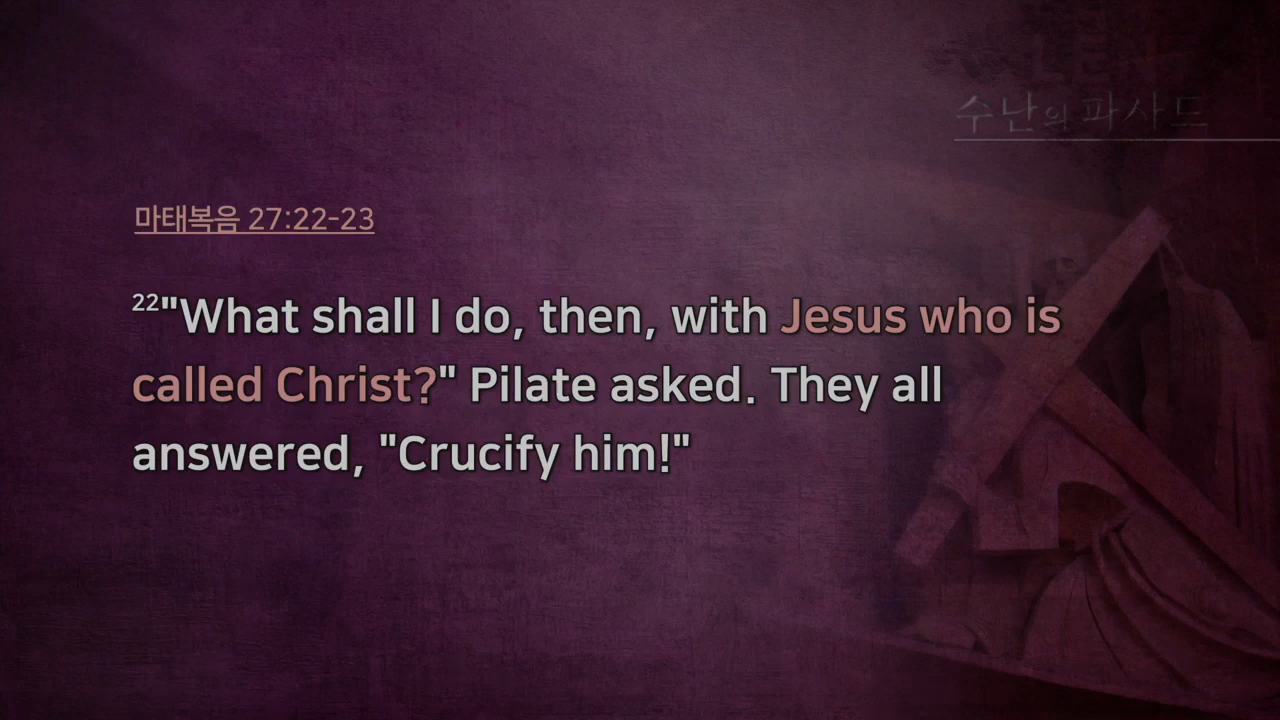 LENT
수난의 파사드
마태복음 27:22-23
22"What shall I do, then, with Jesus who is
called Christ?" Pilate asked. They all
answered, "Crucify him!"